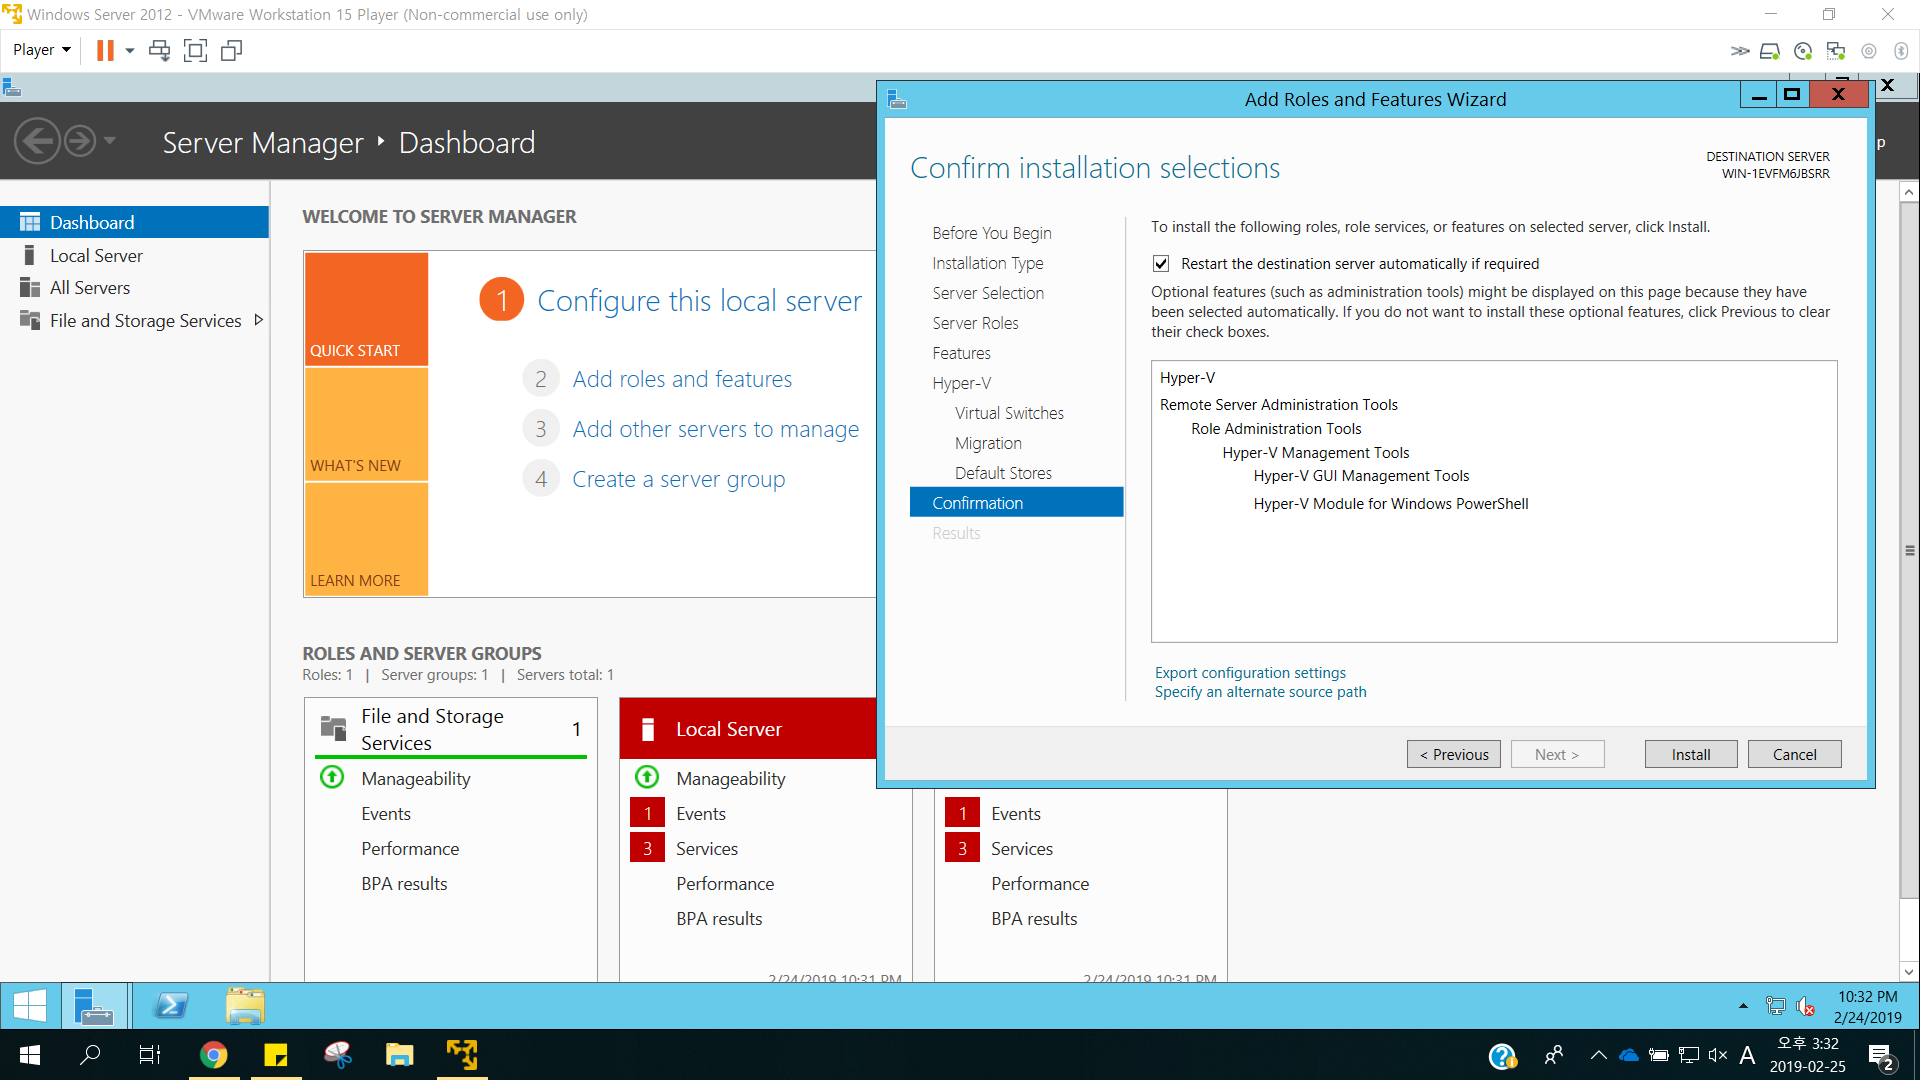 Windows Server 2012 - VMware Workstation 15 Player (Non-commercial use only)
Player
Server Manager
Dashboard
Dashboard
Local Server
All Servers
File and Storage Services
WELCOME TO SERVER MANAGER
QUICK START
WHAT'S NEW
LEARN MORE
1 Configure this local server
2 Add roles and features
3 Add other servers to manage
4 Create a server group
ROLES AND SERVER GROUPS
Roles: 1 | Server groups: 1 | Servers total: 1
File and Storage
Services
1
Manageability
Events
Performance
BPA results
Local Server
Manageability
1 Events
3 Services
Performance
BPA results
2/24/2019 10:31 PM
1 Events
3 Services
Performance
BPA results
2/24/2019 10:31 PM
Add Roles and Features Wizard
X
X
p
Confirm installation selections
DESTINATION SERVER
WIN-1EVFM6JBSRR
Before You Begin
Installation Type
Server Selection
Server Roles
Features
Hyper-V
Virtual Switches
Migration
Default Stores
Confirmation
Results
To install the following roles, role services, or features on selected server, click Install.
Restart the destination server automatically if required
Optional features (such as administration tools) might be displayed on this page because they have
been selected automatically. If you do not want to install these optional features, click Previous to clear
their check boxes.
Hyper-V
Remote Server Administration Tools
Role Administration Tools
Hyper-V Management Tools
Hyper-V GUI Management Tools
Hyper-V Module for Windows PowerShell
Export configuration settings
Specify an alternate source path
< Previous
Next >
Install
Cancel
10:32 PM
2/24/2019
A
오후 3:32
2019-02-25
2